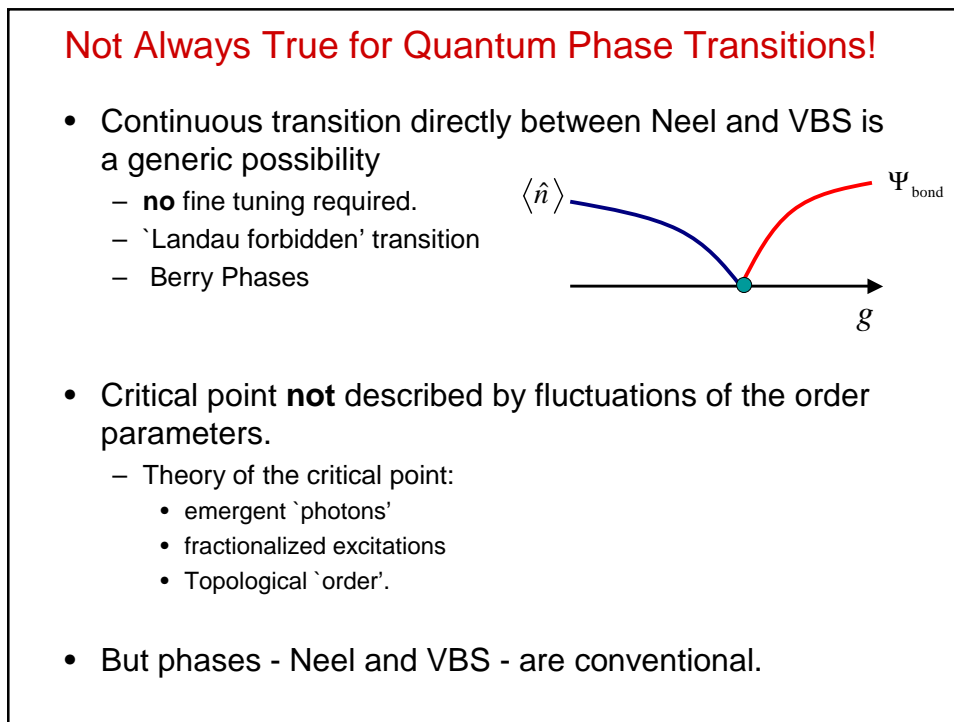 Not Always True for Quantum Phase Transitions!
• Continuous transition directly between Neel and VBS is
a generic possibility
– no fine tuning required.
– `Landau forbidden' transition
– Berry Phases
⟨n̂⟩
Ψbond
g
• Critical point not described by fluctuations of the order
parameters.
– Theory of the critical point:
• emergent `photons'
• fractionalized excitations
• Topological `order'.
• But phases - Neel and VBS - are conventional.